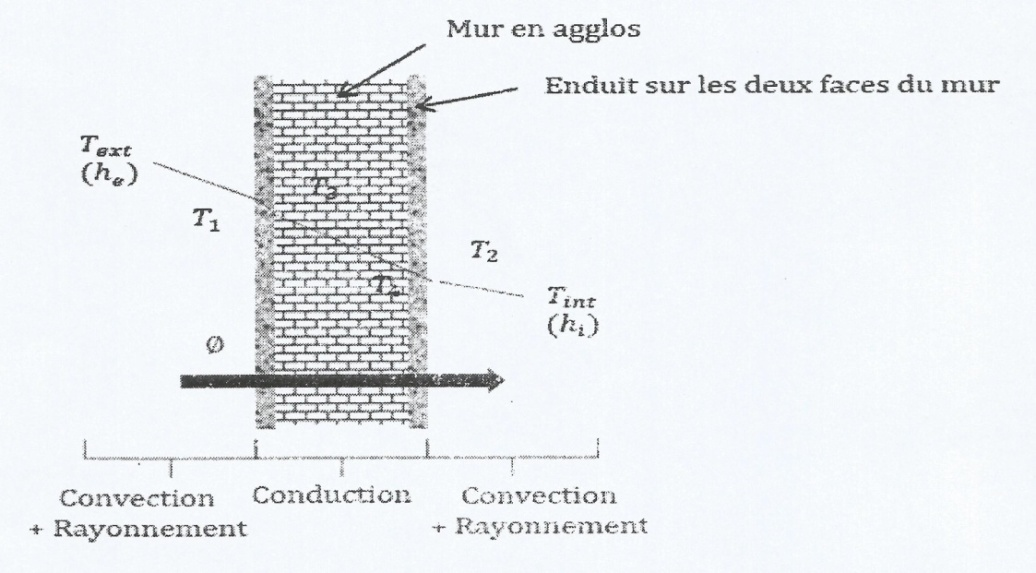 Mur en agglos
Enduit sur les deux faces du mur
T_ext
(h_e)
T_3
T_1
T_2
T_4
T_int
(h_i)
Ø
Convection
+ Rayonnement
Conduction
Convection
+ Rayonnement